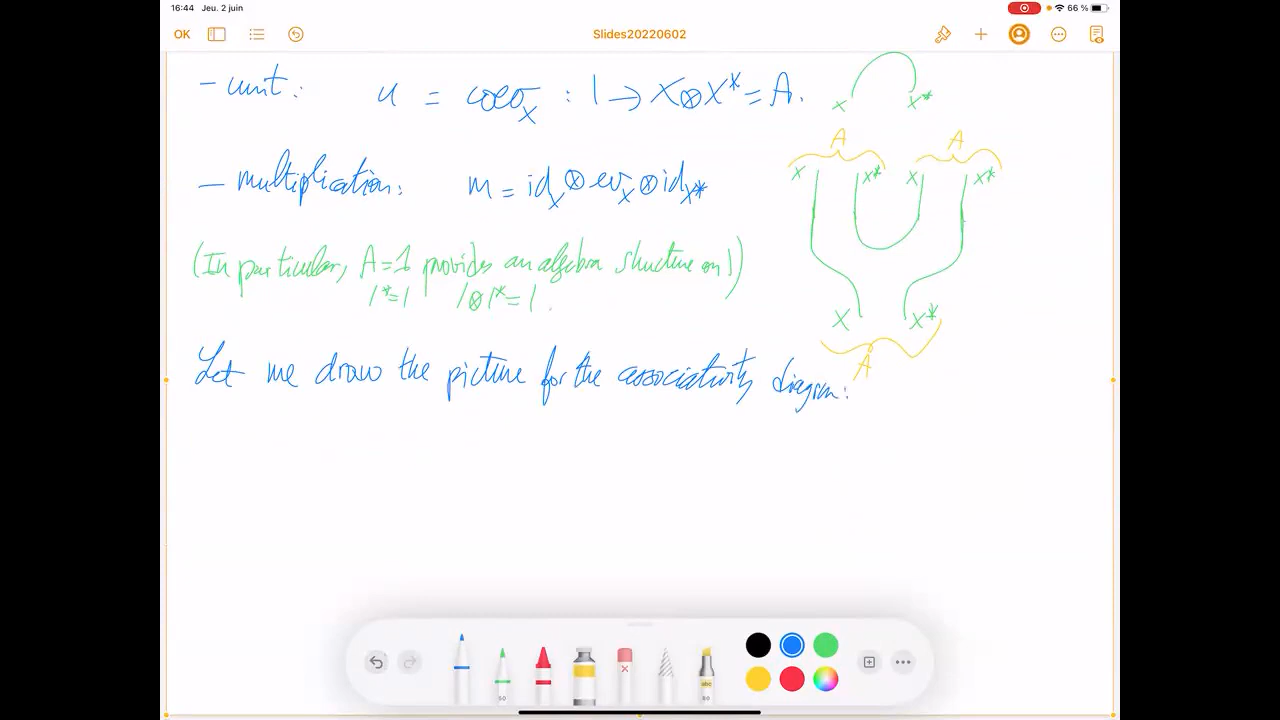 16:44 Jeu. 2 juin
66 %
OK
Slides20220602
- unit: u = coev_X : 1 → X⊗X* = A.
X X*
A A
- multiplication: m = id_X ⊗ ev_X ⊗ id_X*
X X* X X*
(In particular, A=1 provides an algebra structure on 1)
1*=1 1⊗1*=1.
X X*
A
Let me draw the picture for the associativity diagram: